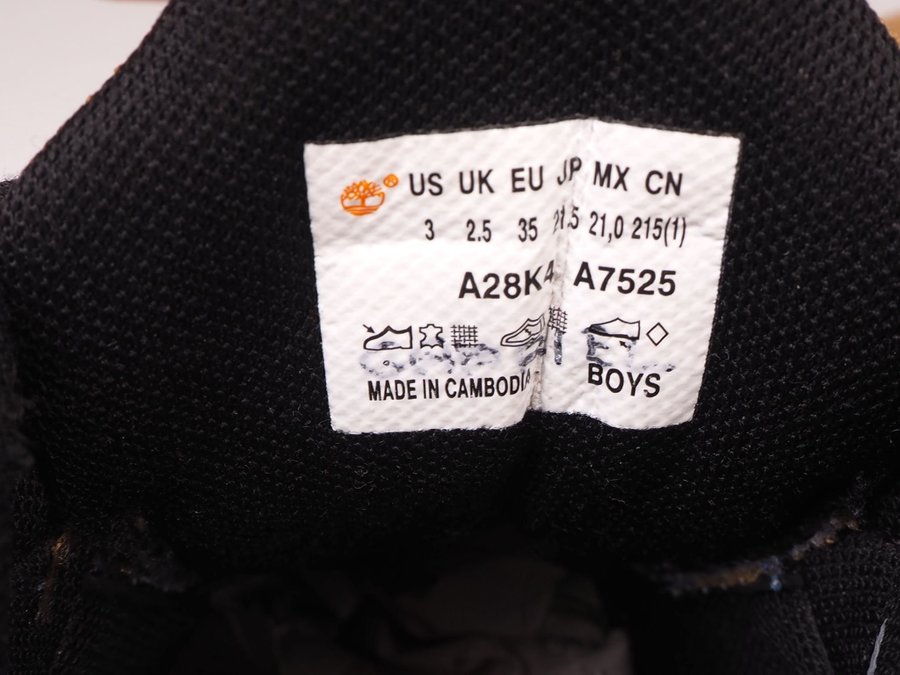 US UK EU JP MX CN
3 2.5 35 21.5 21,0 215(1)
A28K4 A7525
MADE IN CAMBODIA
BOYS